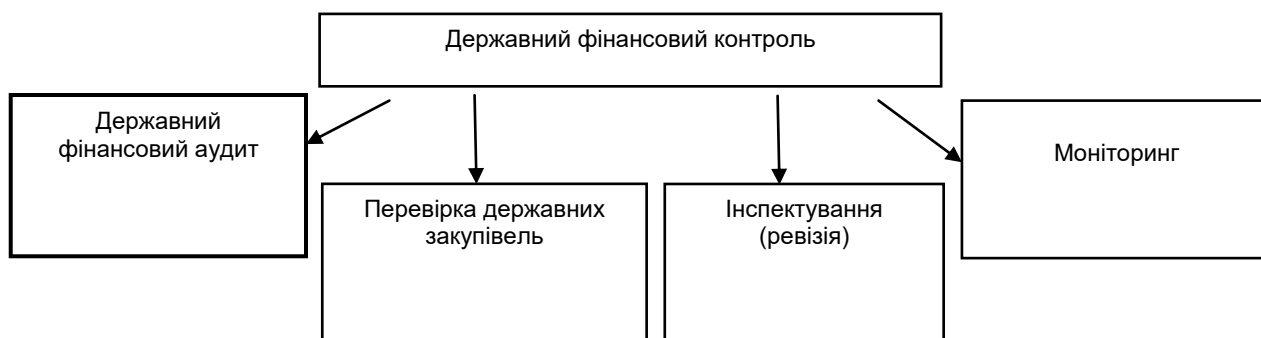 Державний фінансовий контроль
Державний
фінансовий аудит
Перевірка державних
закупівель
Інспектування
(ревізія)
Моніторинг